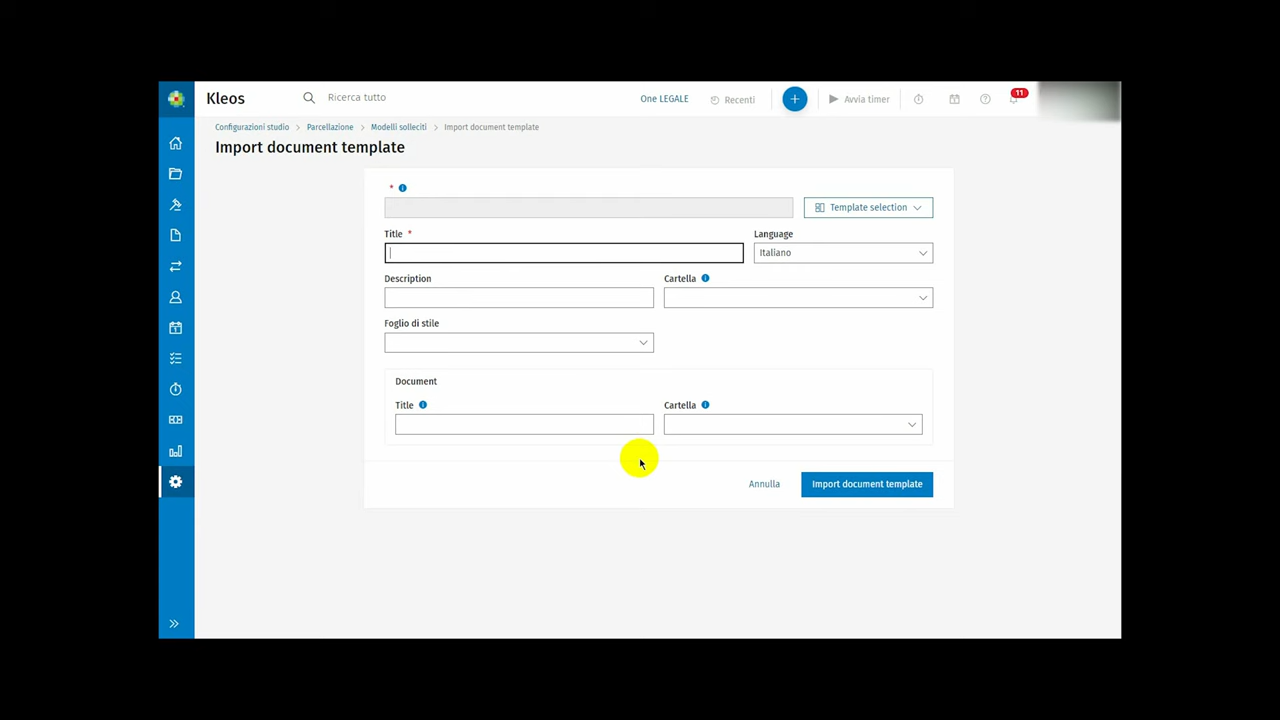 Kleos
Ricerca tutto
One LEGALE
Recenti
Avvia timer
11
Configurazioni studio > Parcellazione > Modelli solleciti > Import document template
Import document template
*
Template selection
Title *
Language
Italiano
Description
Cartella
Foglio di stile
Document
Title
Cartella
Annulla
Import document template